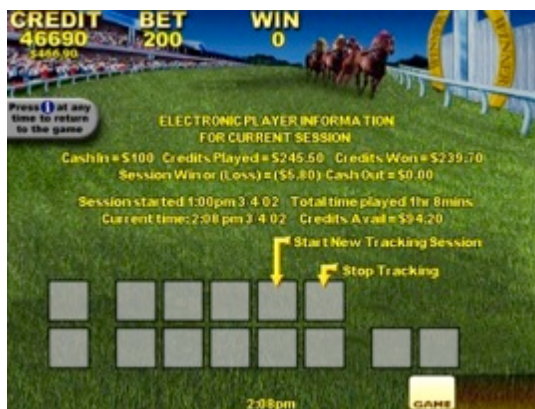 CREDIT BET WIN
46690 200 0
$466.90
Press i at any
time to return
to the game
ELECTRONIC PLAYER INFORMATION
FOR CURRENT SESSION
Cash In = $100 Credits Played = $245.50 Credits Won = $239.70
Session Win or (Loss) = ($5.80) Cash Out = $0.00
Session started 1:00pm 3/4/02 Total time played 1hr 8mins
Current time: 2:08 pm 3/4/02 Credits Avail = $94.20
Start New Tracking Session
Stop Tracking
WINNER
2:08pm
GAME